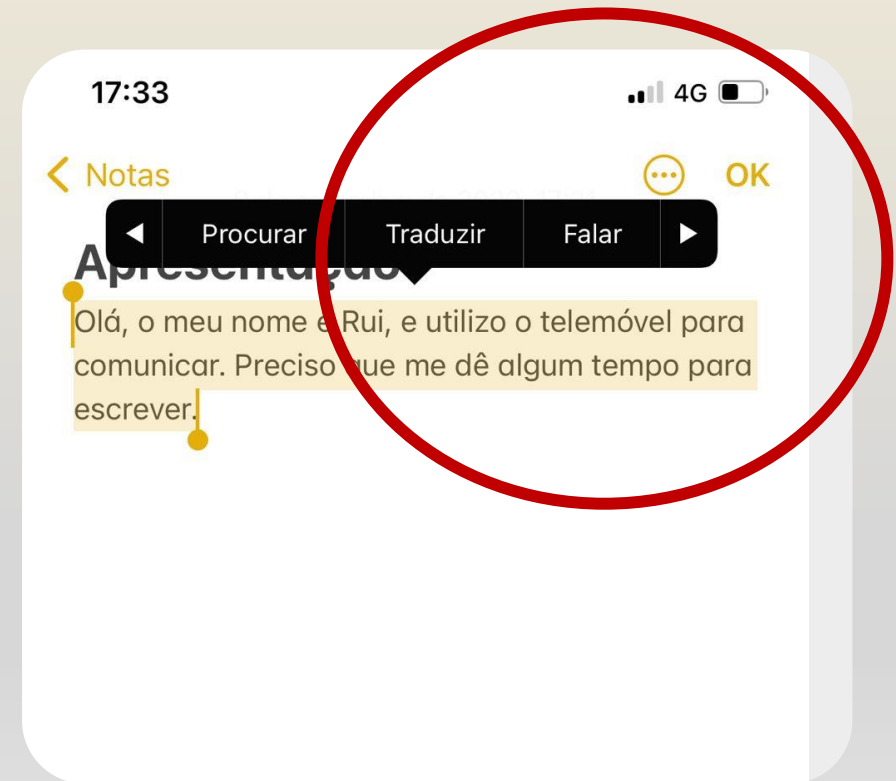 17:33 4G
Notas OK
Procurar Traduzir Falar
Apresentação
Olá, o meu nome é Rui, e utilizo o telemóvel para
comunicar. Preciso que me dê algum tempo para
escrever.